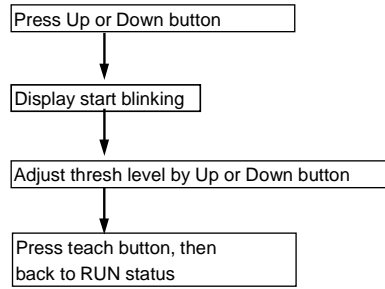 Press Up or Down button
Display start blinking
Adjust thresh level by Up or Down button
Press teach button, then
back to RUN status